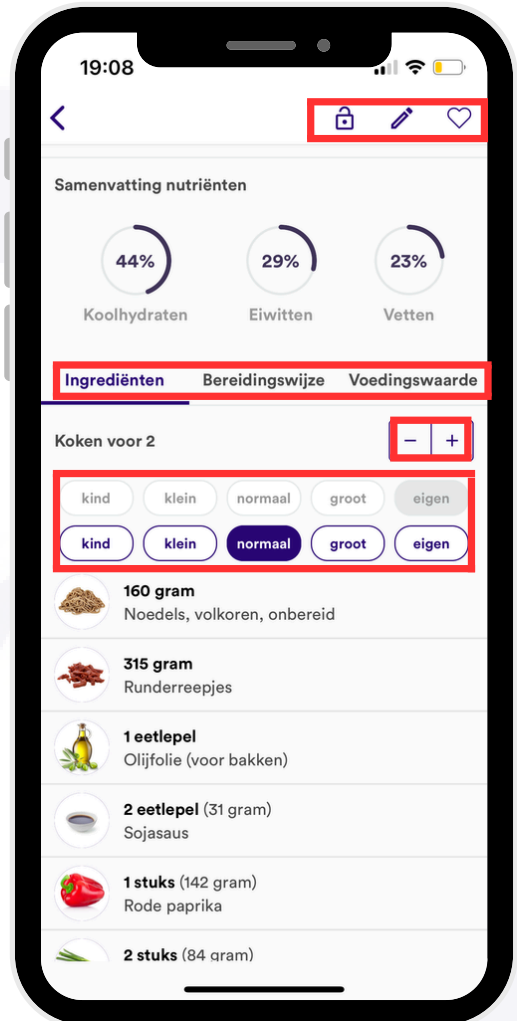 19:08
Samenvatting nutriënten
44% 29% 23%
Koolhydraten Eiwitten Vetten
Ingrediënten Bereidingswijze Voedingswaarde
Koken voor 2 − +
kind klein normaal groot eigen
kind klein normaal groot eigen
160 gram
Noedels, volkoren, onbereid
315 gram
Runderreepjes
1 eetlepel
Olijfolie (voor bakken)
2 eetlepel (31 gram)
Sojasaus
1 stuks (142 gram)
Rode paprika
2 stuks (84 gram)